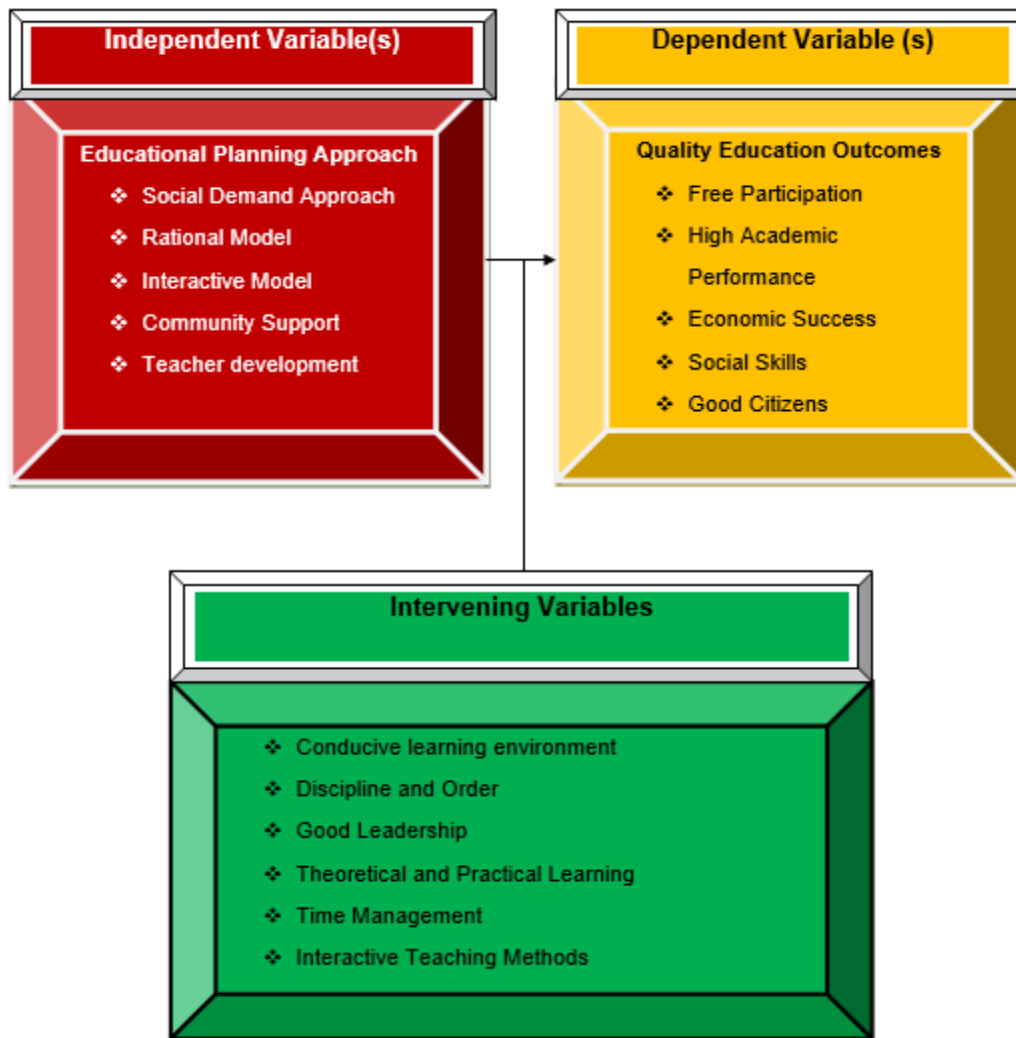 Independent Variable(s)
Educational Planning Approach
❖ Social Demand Approach
❖ Rational Model
❖ Interactive Model
❖ Community Support
❖ Teacher development
Dependent Variable (s)
Quality Education Outcomes
❖ Free Participation
❖ High Academic
Performance
❖ Economic Success
❖ Social Skills
❖ Good Citizens
Intervening Variables
❖ Conducive learning environment
❖ Discipline and Order
❖ Good Leadership
❖ Theoretical and Practical Learning
❖ Time Management
❖ Interactive Teaching Methods